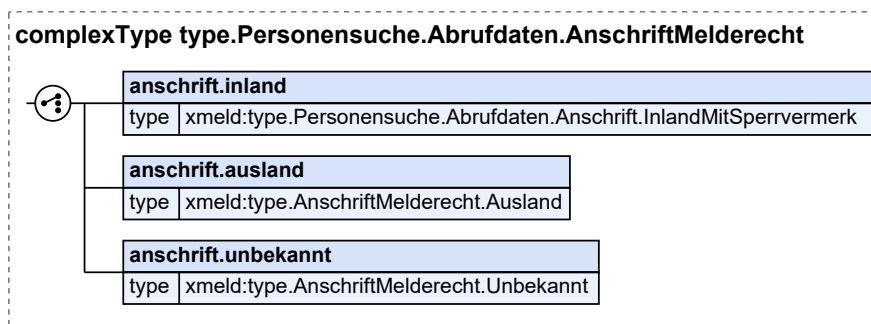 complexType type.Personensuche.Abrufdaten.AnschriftMelderecht
anschrift.inland
type xmeld:type.Personensuche.Abrufdaten.Anschrift.InlandMitSperrvermerk
anschrift.ausland
type xmeld:type.AnschriftMelderecht.Ausland
anschrift.unbekannt
type xmeld:type.AnschriftMelderecht.Unbekannt